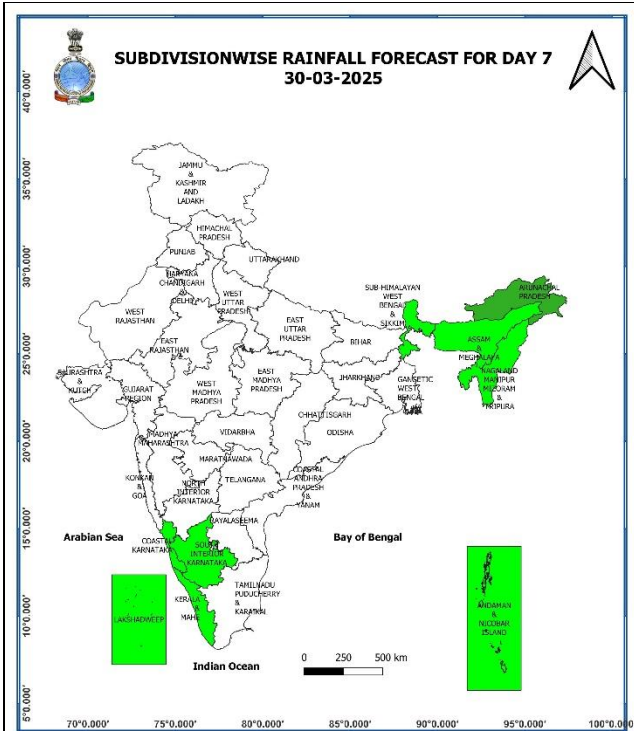 SUBDIVISIONWISE RAINFALL FORECAST FOR DAY 7
30-03-2025
40°0.000'
35°0.000'
30°0.000'
25°0.000'
20°0.000'
15°0.000'
10°0.000'
5°0.000'
JAMMU
&
KASHMIR
AND
LADAKH
HIMACHAL
PRADESH
PUNJAB
UTTARAKHAND
HARYANA
CHANDIGARH
&
DELHI
WEST
UTTAR
PRADESH
WEST
RAJASTHAN
EAST
RAJASTHAN
EAST
UTTAR
PRADESH
SUB-HIMALAYAN
WEST
BENGAL
&
SIKKIM
ARUNACHAL
PRADESH
BIHAR
ASSAM
&
MEGHALAYA
NAGALAND
MANIPUR
MIZORAM
&
TRIPURA
SAURASHTRA
&
KUTCH
GUJARAT
REGION
WEST
MADHYA
PRADESH
EAST
MADHYA
PRADESH
JHARKHAND
GANGETIC
WEST
BENGAL
CHHATTISGARH
ODISHA
MADHYA
MAHARASHTRA
VIDARBHA
MARATHWADA
TELANGANA
KONKAN
&
GOA
NORTH
INTERIOR
KARNATAKA
COASTAL
ANDHRA
PRADESH
&
YANAM
RAYALASEEMA
Arabian Sea
Bay of Bengal
COASTAL
KARNATAKA
SOUTH
INTERIOR
KARNATAKA
TAMILNADU
PUDUCHERRY
&
KARAIKAL
KERALA
&
MAHE
LAKSHADWEEP
ANDAMAN
&
NICOBAR
ISLAND
Indian Ocean
0 250 500 km
70°0.000' 75°0.000' 80°0.000' 85°0.000' 90°0.000' 95°0.000' 100°0.000'